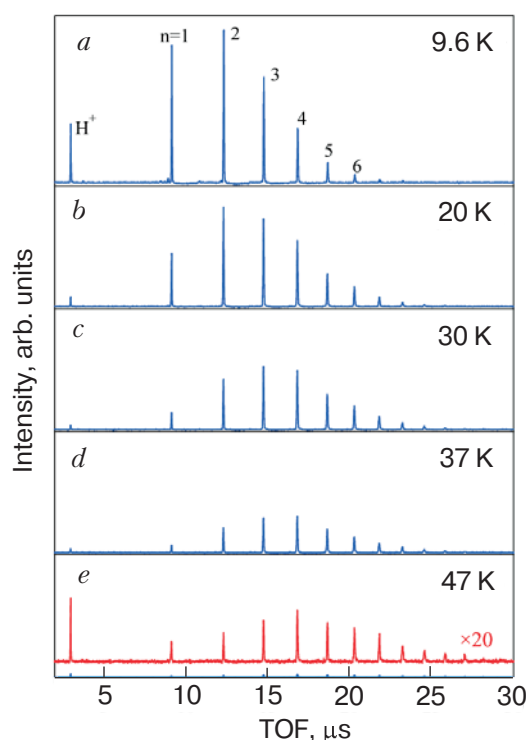 a
n=1
2
9.6 K
3
H+
4
5
6
b
20 K
c
30 K
d
37 K
e
47 K
×20
Intensity, arb. units
5 10 15 20 25 30
TOF, μs